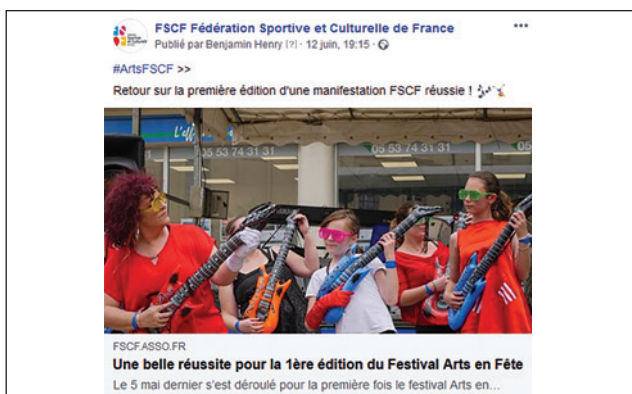 FSCF Fédération Sportive et Culturelle de France
Publié par Benjamin Henry [?] · 12 juin, 19:15 ·
#ArtsFSCF >>
Retour sur la première édition d'une manifestation FSCF réussie !
L'eff
05 53 74 31 31
05 53 74 31 31
FSCF.ASSO.FR
Une belle réussite pour la 1ère édition du Festival Arts en Fête
Le 5 mai dernier s'est déroulé pour la première fois le festival Arts en...